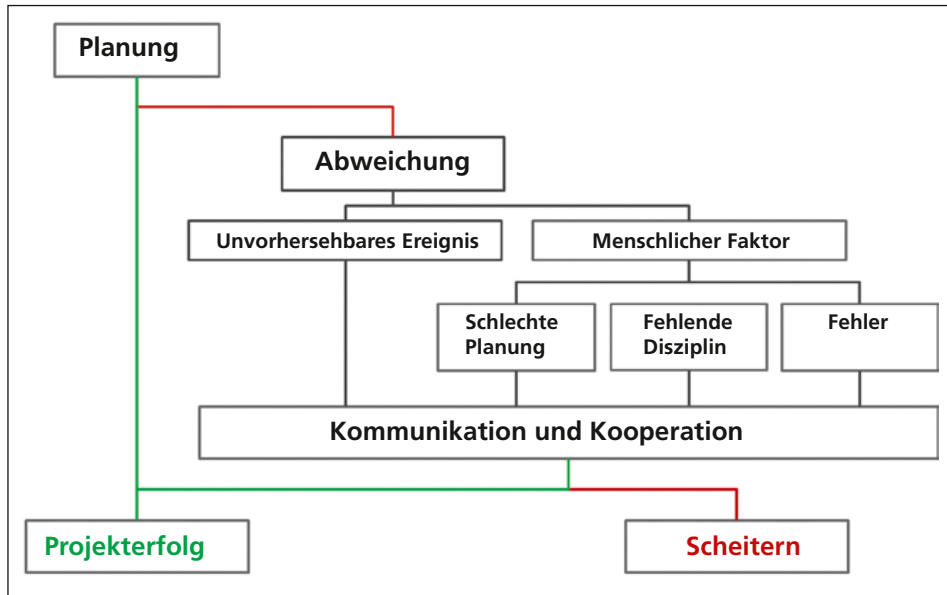 Planung
Abweichung
Unvorhersehbares Ereignis
Menschlicher Faktor
Schlechte
Planung
Fehlende
Disziplin
Fehler
Kommunikation und Kooperation
Projekterfolg
Scheitern